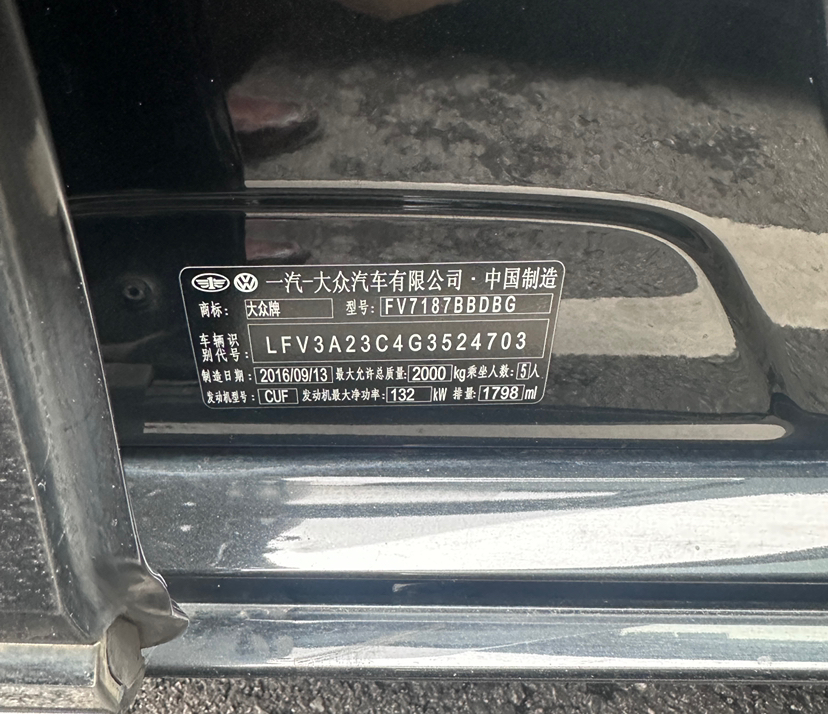 一汽-大众汽车有限公司·中国制造
商标: 大众牌 型号: FV7187BBDBG
车辆识别代号: LFV3A23C4G3524703
制造日期: 2016/09/13 最大允许总质量: 2000 kg 乘坐人数: 5 人
发动机型号: CUF 发动机最大净功率: 132 kW 排量: 1798 ml